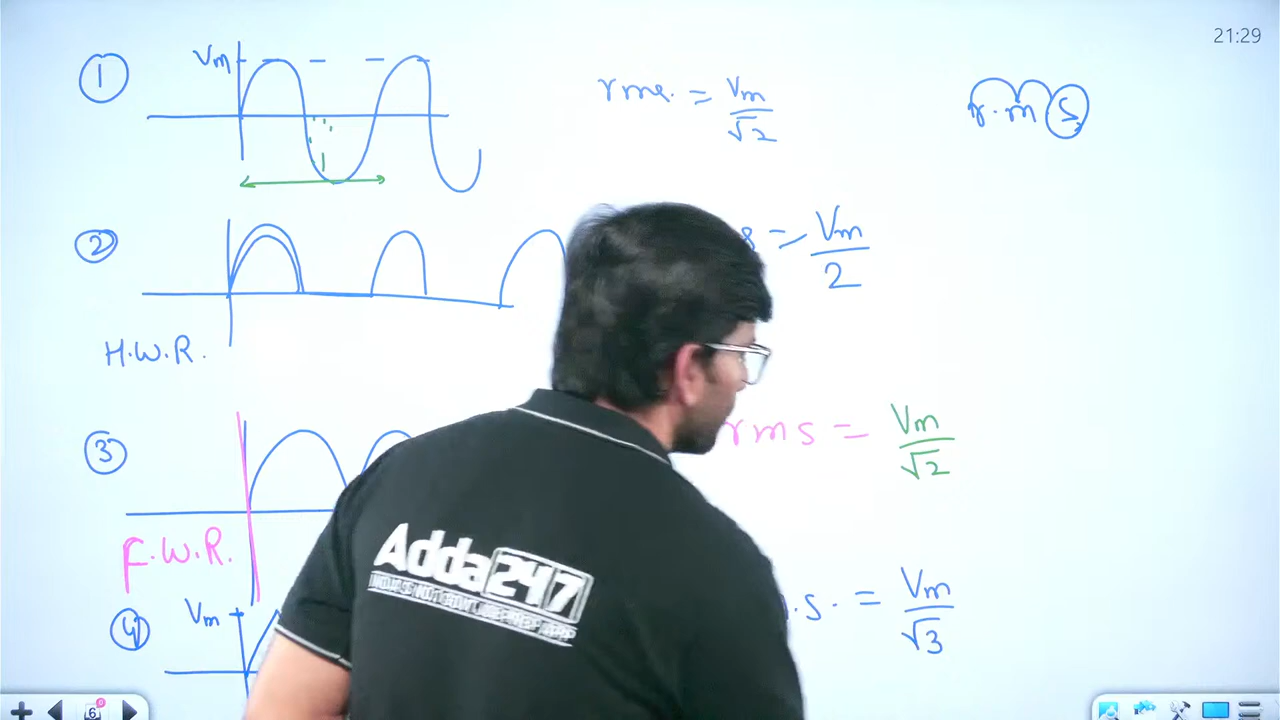 21:29
① Vm rms. = Vm/√2 r.m.s
② s = Vm/2
H.W.R.
③ rms = Vm/√2
F.W.R.
Adda247
④ Vm .s. = Vm/√3
6